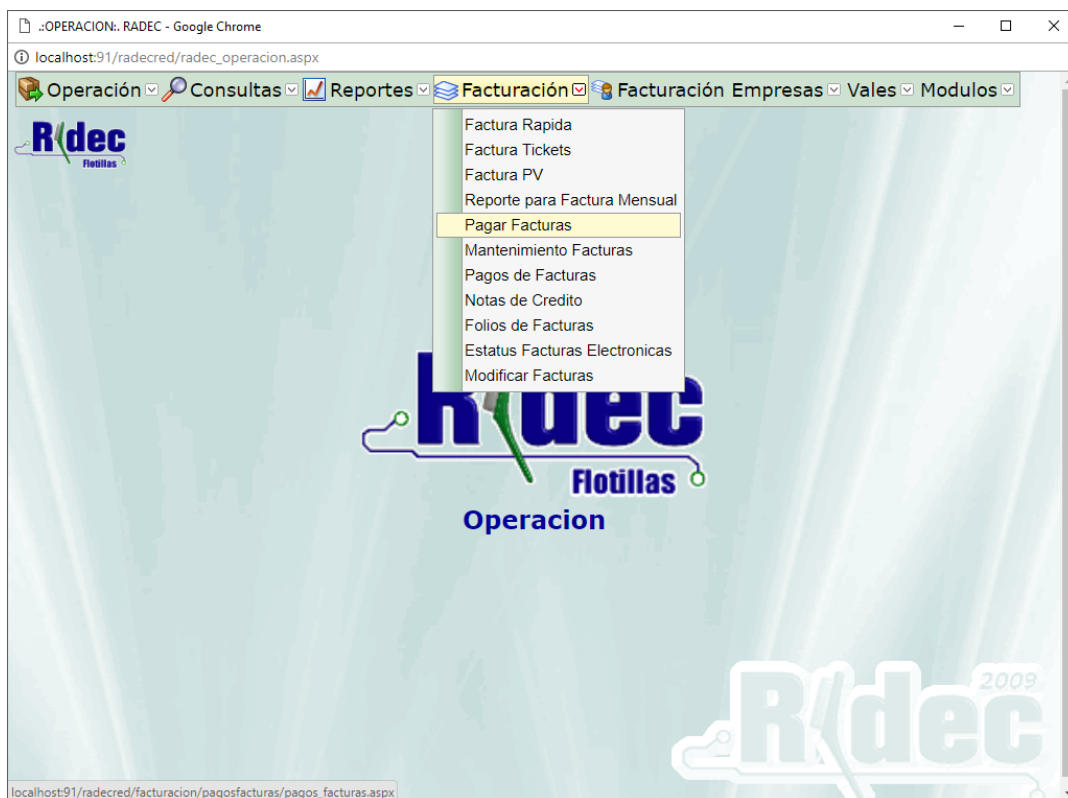 .:OPERACION:. RADEC - Google Chrome
localhost:91/radecred/radec_operacion.aspx
Operación Consultas Reportes Facturación Facturación Empresas Vales Modulos
Radec
Flotillas
Factura Rapida
Factura Tickets
Factura PV
Reporte para Factura Mensual
Pagar Facturas
Mantenimiento Facturas
Pagos de Facturas
Notas de Credito
Folios de Facturas
Estatus Facturas Electronicas
Modificar Facturas
Radec
Flotillas
Operacion
2009
Radec
localhost:91/radecred/facturacion/pagosfacturas/pagos_facturas.aspx